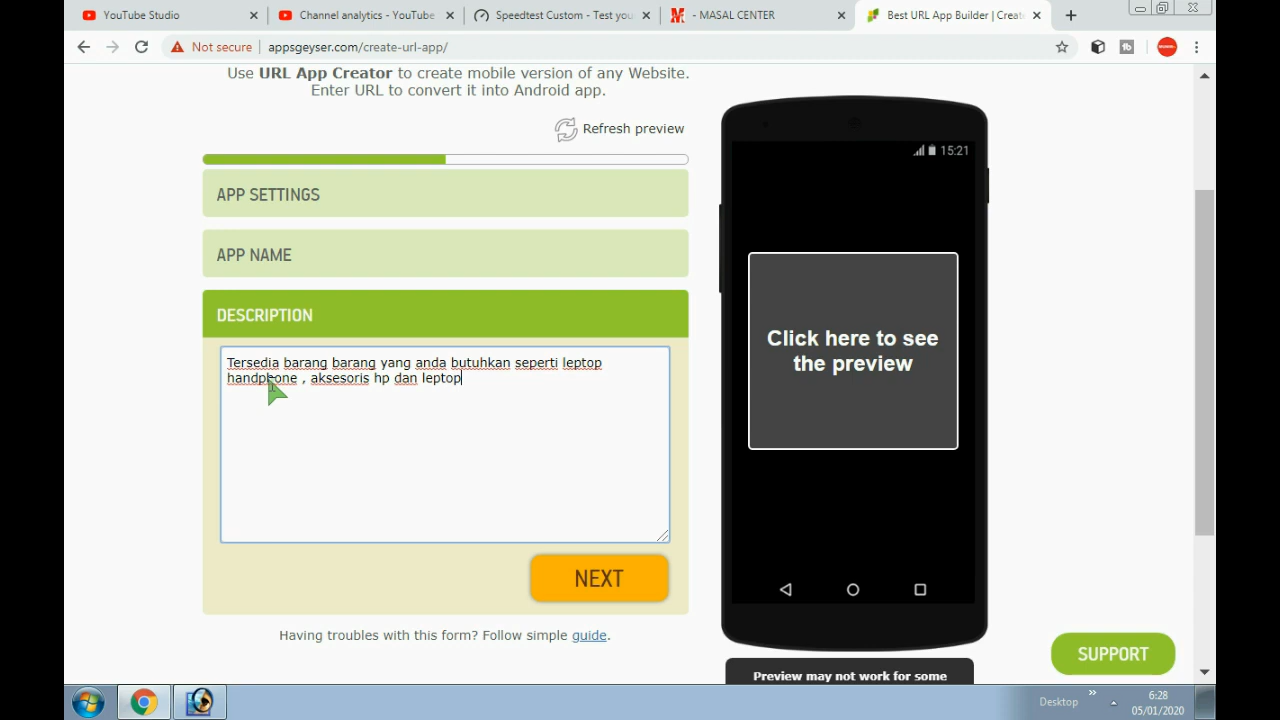 YouTube Studio
Channel analytics - YouTube
Speedtest Custom - Test you
- MASAL CENTER
Best URL App Builder | Creat
Not secure
appsgeyser.com/create-url-app/
Use URL App Creator to create mobile version of any Website.
Enter URL to convert it into Android app.
Refresh preview
APP SETTINGS
APP NAME
DESCRIPTION
Tersedia barang barang yang anda butuhkan seperti leptop
handphone , aksesoris hp dan leptop
NEXT
Having troubles with this form? Follow simple guide.
15:21
Click here to see
the preview
Preview may not work for some
SUPPORT
Desktop
6:28
05/01/2020